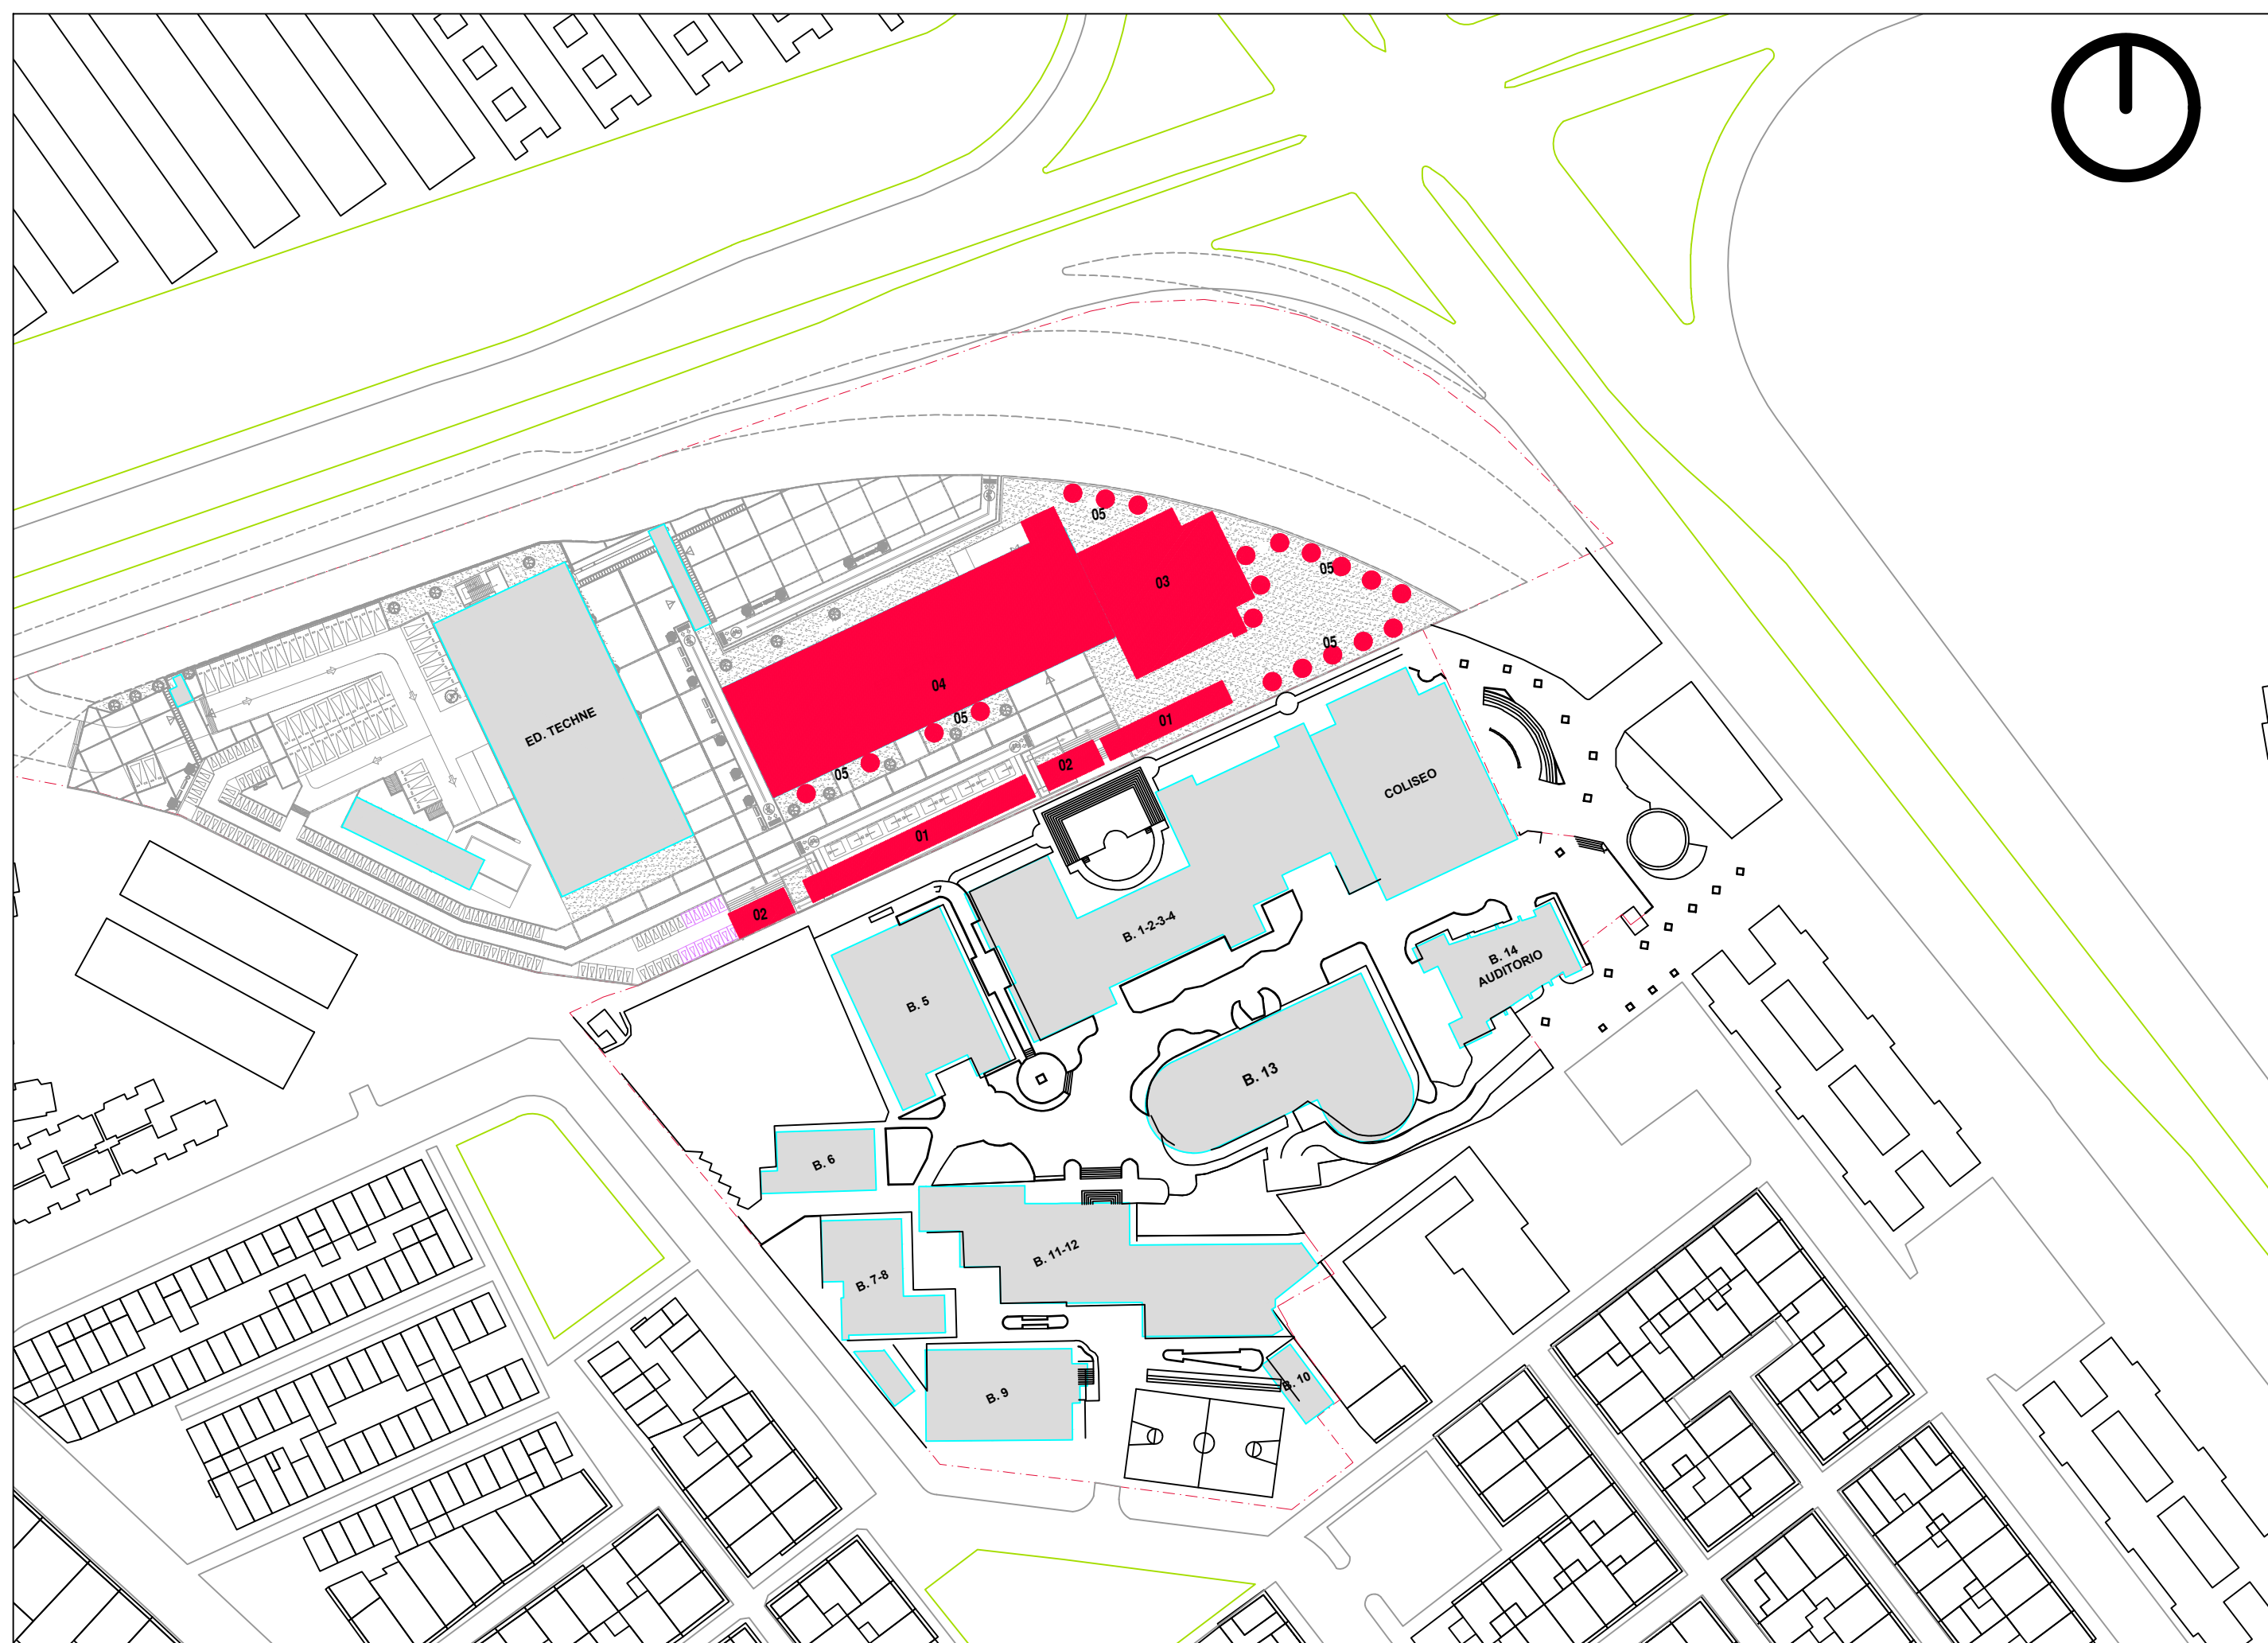 05
03
05
05
04
01
05
ED. TECHNE
02
05
COLISEO
01
02
B. 1-2-3-4
B. 14
AUDITORIO
B. 5
B. 13
B. 6
B. 11-12
B. 7-8
B. 10
B. 9